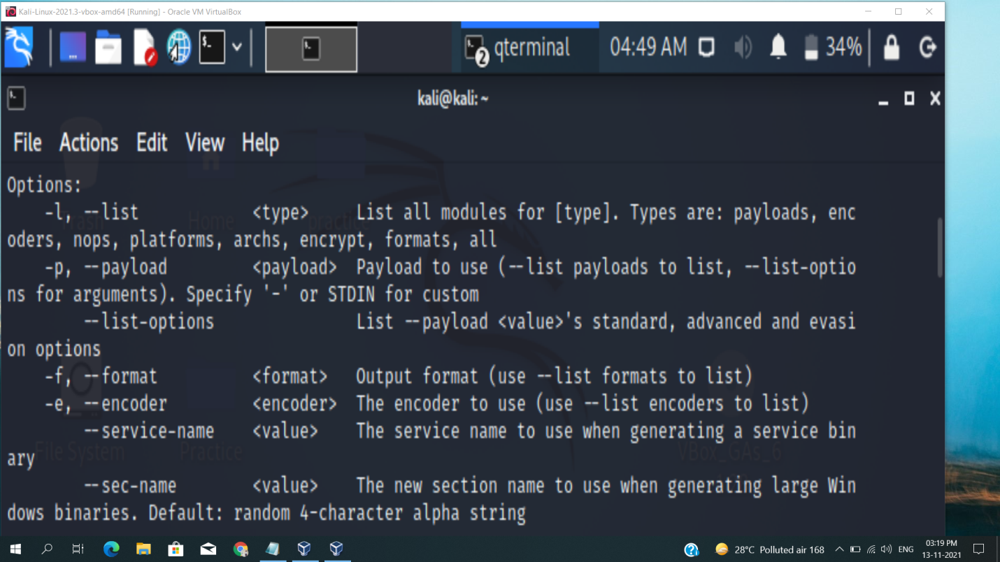 Kali-Linux-2021.3-vbox-amd64 [Running] - Oracle VM VirtualBox
2 qterminal 04:49 AM 34%
kali@kali: ~
File Actions Edit View Help
Options:
-l, --list <type> List all modules for [type]. Types are: payloads, enc
oders, nops, platforms, archs, encrypt, formats, all
-p, --payload <payload> Payload to use (--list payloads to list, --list-optio
ns for arguments). Specify '-' or STDIN for custom
--list-options List --payload <value>'s standard, advanced and evasi
on options
-f, --format <format> Output format (use --list formats to list)
-e, --encoder <encoder> The encoder to use (use --list encoders to list)
--service-name <value> The service name to use when generating a service bin
ary
--sec-name <value> The new section name to use when generating large Win
dows binaries. Default: random 4-character alpha string
Trash Home practice
File System Practice VBox_GAs_6
28°C Polluted air 168 ENG 03:19 PM
13-11-2021